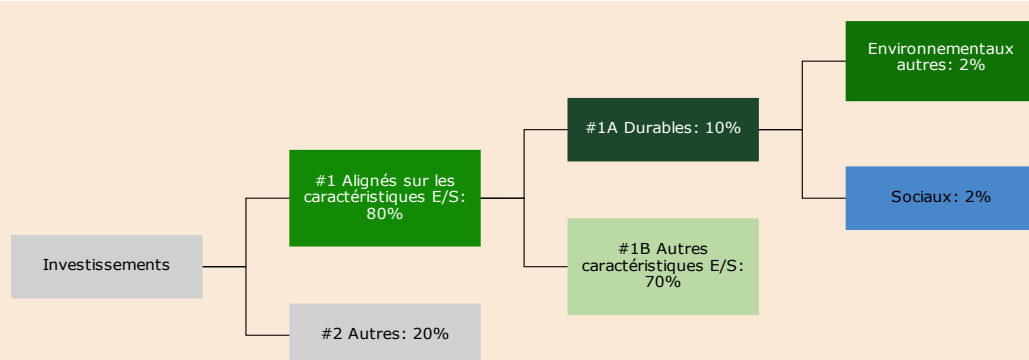 Environnementaux
autres: 2%
#1A Durables: 10%
#1 Alignés sur les
caractéristiques E/S:
80%
Sociaux: 2%
#1B Autres
caractéristiques E/S:
70%
Investissements
#2 Autres: 20%